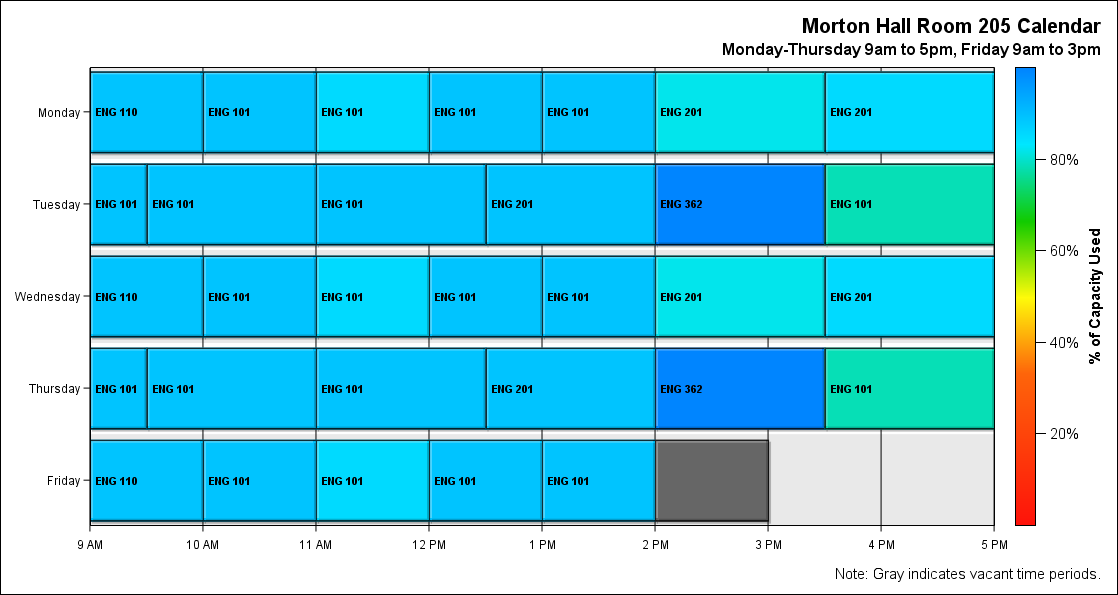 Morton Hall Room 205 Calendar
Monday-Thursday 9am to 5pm, Friday 9am to 3pm
Monday ENG 110 ENG 101 ENG 101 ENG 101 ENG 101 ENG 201 ENG 201
Tuesday ENG 101 ENG 101 ENG 101 ENG 201 ENG 362 ENG 101
Wednesday ENG 110 ENG 101 ENG 101 ENG 101 ENG 101 ENG 201 ENG 201
Thursday ENG 101 ENG 101 ENG 101 ENG 201 ENG 362 ENG 101
Friday ENG 110 ENG 101 ENG 101 ENG 101 ENG 101
9 AM 10 AM 11 AM 12 PM 1 PM 2 PM 3 PM 4 PM 5 PM
80%
60%
40%
20%
% of Capacity Used
Note: Gray indicates vacant time periods.